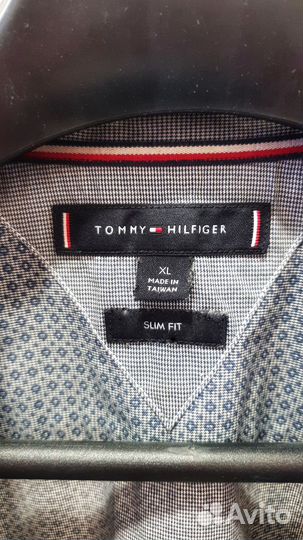 TOMMY HILFIGER
XL
MADE IN
TAIWAN
SLIM FIT
Avito